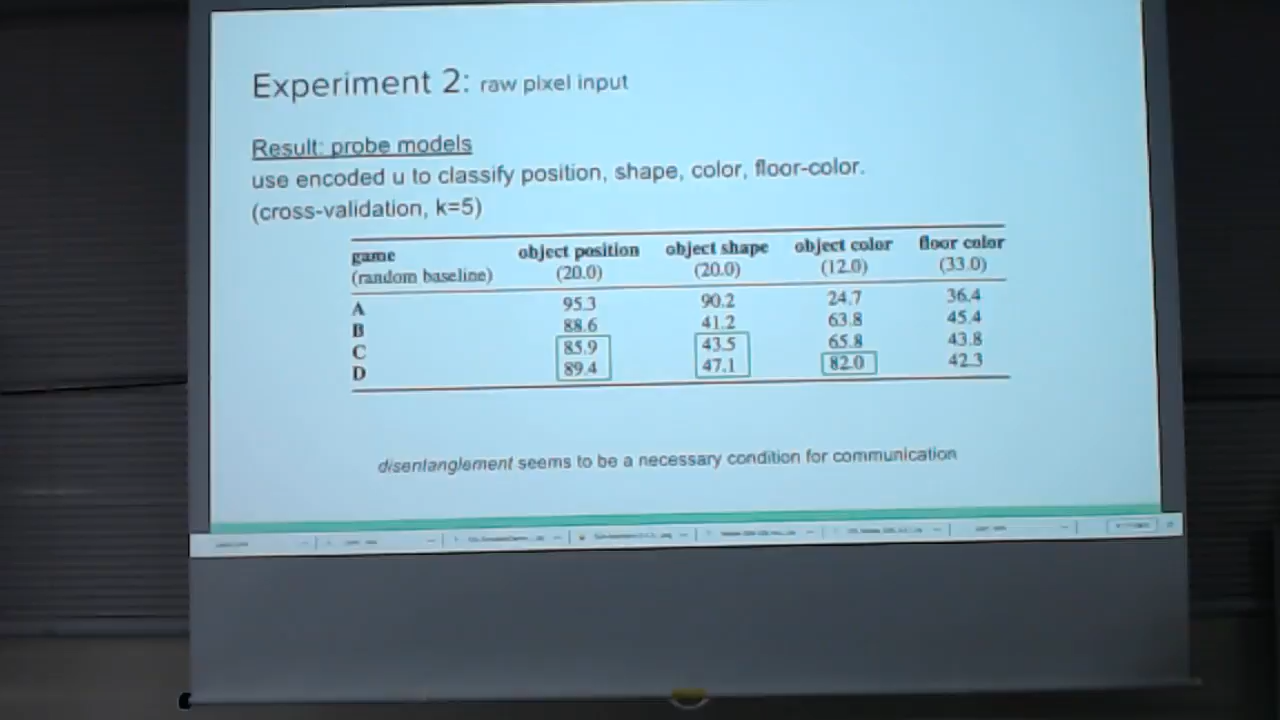 Experiment 2: raw pixel input
Result: probe models
use encoded u to classify position, shape, color, floor-color.
(cross-validation, k=5)
game object position object shape object color floor color
(random baseline) (20.0) (20.0) (12.0) (33.0)
A 95.3 90.2 24.7 36.4
B 88.6 41.2 63.8 45.4
C 85.9 43.5 65.8 43.8
D 89.4 47.1 82.0 42.3
disentanglement seems to be a necessary condition for communication